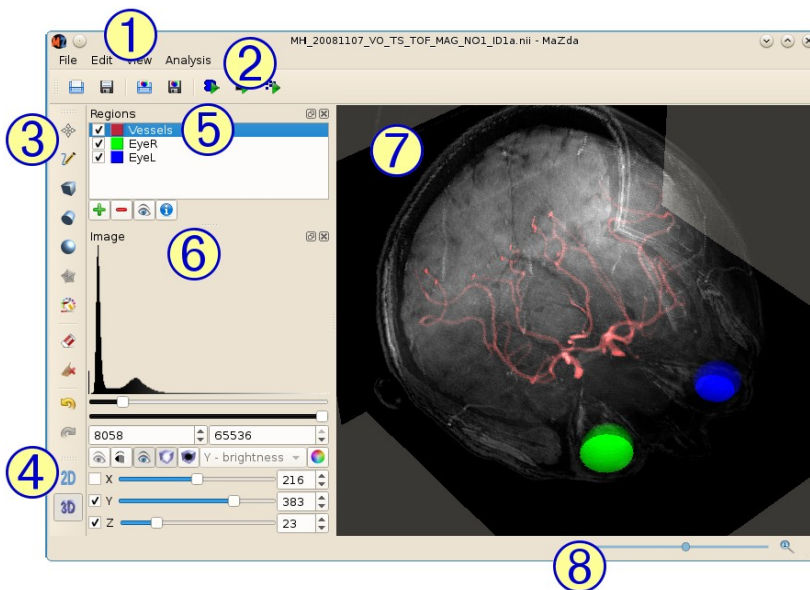 MH_20081107_VO_TS_TOF_MAG_NO1_ID1a.nii - MaZda
1
File Edit View Analysis
2
3
Regions
5
Vessels
EyeR
EyeL
7
Image
6
8058 65536
Y - brightness
4
2D
X 216
3D
Y 383
Z 23
8